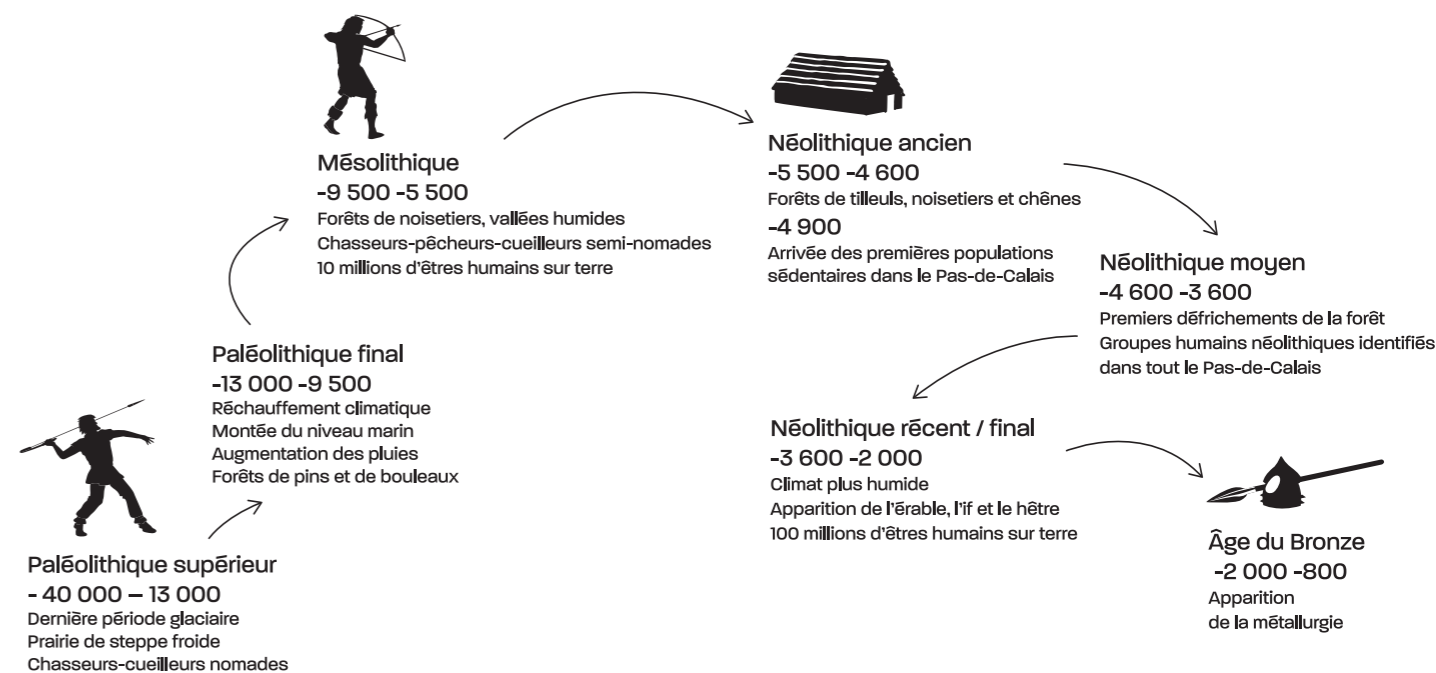 Paléolithique supérieur
- 40 000 – 13 000
Dernière période glaciaire
Prairie de steppe froide
Chasseurs-cueilleurs nomades
Paléolithique final
-13 000 -9 500
Réchauffement climatique
Montée du niveau marin
Augmentation des pluies
Forêts de pins et de bouleaux
Mésolithique
-9 500 -5 500
Forêts de noisetiers, vallées humides
Chasseurs-pêcheurs-cueilleurs semi-nomades
10 millions d'êtres humains sur terre
Néolithique ancien
-5 500 -4 600
Forêts de tilleuls, noisetiers et chênes
-4 900
Arrivée des premières populations
sédentaires dans le Pas-de-Calais
Néolithique moyen
-4 600 -3 600
Premiers défrichements de la forêt
Groupes humains néolithiques identifiés
dans tout le Pas-de-Calais
Néolithique récent / final
-3 600 -2 000
Climat plus humide
Apparition de l'érable, l'if et le hêtre
100 millions d'êtres humains sur terre
Âge du Bronze
-2 000 -800
Apparition
de la métallurgie